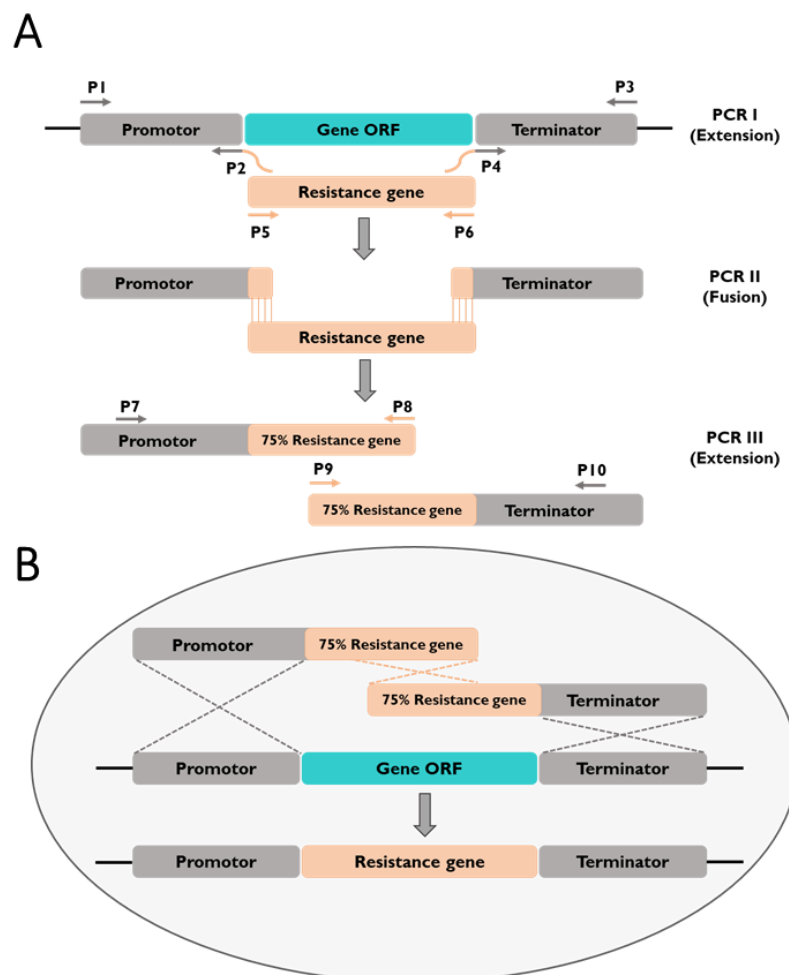 A
P1
P3
Promotor Gene ORF Terminator
PCR I
(Extension)
P2
P4
Resistance gene
P5
P6
Promotor
Terminator
PCR II
(Fusion)
Resistance gene
P7
P8
Promotor 75% Resistance gene
PCR III
(Extension)
P9
P10
75% Resistance gene Terminator
B
Promotor 75% Resistance gene
75% Resistance gene Terminator
Promotor Gene ORF Terminator
Promotor Resistance gene Terminator